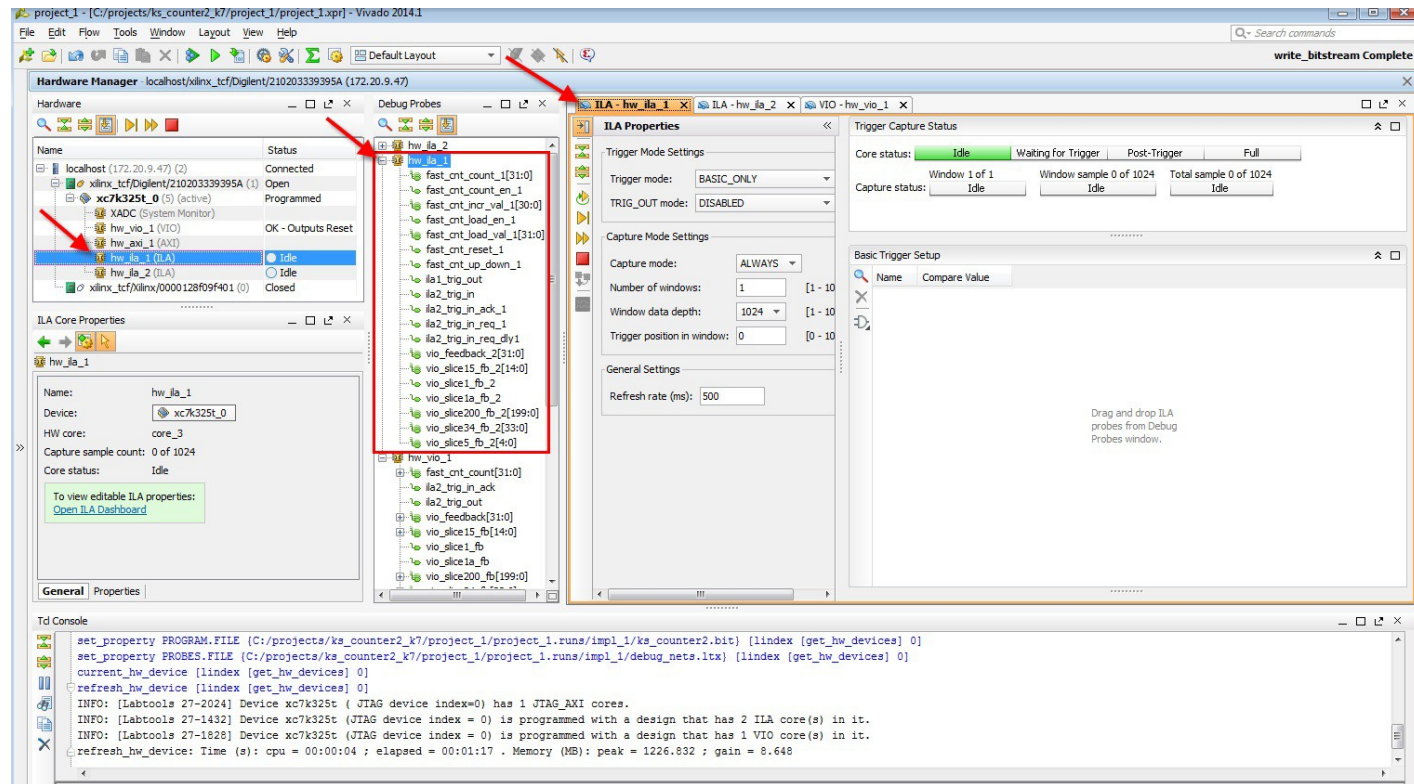 project_1 - [C:/projects/ks_counter2_k7/project_1/project_1.xpr] - Vivado 2014.1
File Edit Flow Tools Window Layout View Help
Search commands
Default Layout
write_bitstream Complete
Hardware Manager - localhost/xilinx_tcf/Digilent/210203339395A (172.20.9.47)
Hardware
Name Status
localhost (172.20.9.47) (2) Connected
xilinx_tcf/Digilent/210203339395A (1) Open
xc7k325t_0 (5) (active) Programmed
XADC (System Monitor)
hw_vio_1 (VIO) OK - Outputs Reset
hw_axi_1 (AXI)
hw_ila_1 (ILA) Idle
hw_ila_2 (ILA) Idle
xilinx_tcf/Xilinx/0000128f09f401 (0) Closed
ILA Core Properties
hw_ila_1
Name: hw_ila_1
Device: xc7k325t_0
HW core: core_3
Capture sample count: 0 of 1024
Core status: Idle
To view editable ILA properties:
Open ILA Dashboard
General Properties
Debug Probes
hw_ila_2
hw_ila_1
fast_cnt_count_1[31:0]
fast_cnt_count_en_1
fast_cnt_incr_val_1[30:0]
fast_cnt_load_en_1
fast_cnt_load_val_1[31:0]
fast_cnt_reset_1
fast_cnt_up_down_1
ila1_trig_out
ila2_trig_in
ila2_trig_in_ack_1
ila2_trig_in_req_1
ila2_trig_in_req_dly1
vio_feedback_2[31:0]
vio_slice15_fb_2[14:0]
vio_slice1_fb_2
vio_slice1a_fb_2
vio_slice200_fb_2[199:0]
vio_slice34_fb_2[33:0]
vio_slice5_fb_2[4:0]
hw_vio_1
fast_cnt_count[31:0]
ila2_trig_in_ack
ila2_trig_out
vio_feedback[31:0]
vio_slice15_fb[14:0]
vio_slice1_fb
vio_slice1a_fb
vio_slice200_fb[199:0]
ILA - hw_ila_1 ILA - hw_ila_2 VIO - hw_vio_1
ILA Properties
Trigger Mode Settings
Trigger mode: BASIC_ONLY
TRIG_OUT mode: DISABLED
Capture Mode Settings
Capture mode: ALWAYS
Number of windows: 1 [1 - 10
Window data depth: 1024 [1 - 10
Trigger position in window: 0 [0 - 10
General Settings
Refresh rate (ms): 500
Trigger Capture Status
Core status: Idle Waiting for Trigger Post-Trigger Full
Window 1 of 1 Window sample 0 of 1024 Total sample 0 of 1024
Capture status: Idle Idle Idle
Basic Trigger Setup
Name Compare Value
Drag and drop ILA
probes from Debug
Probes window.
Tcl Console
set_property PROGRAM.FILE {C:/projects/ks_counter2_k7/project_1/project_1.runs/impl_1/ks_counter2.bit} [lindex [get_hw_devices] 0]
set_property PROBES.FILE {C:/projects/ks_counter2_k7/project_1/project_1.runs/impl_1/debug_nets.ltx} [lindex [get_hw_devices] 0]
current_hw_device [lindex [get_hw_devices] 0]
refresh_hw_device [lindex [get_hw_devices] 0]
INFO: [Labtools 27-2024] Device xc7k325t ( JTAG device index=0) has 1 JTAG_AXI cores.
INFO: [Labtools 27-1432] Device xc7k325t (JTAG device index = 0) is programmed with a design that has 2 ILA core(s) in it.
INFO: [Labtools 27-1828] Device xc7k325t (JTAG device index = 0) is programmed with a design that has 1 VIO core(s) in it.
refresh_hw_device: Time (s): cpu = 00:00:04 ; elapsed = 00:01:17 . Memory (MB): peak = 1226.832 ; gain = 8.648